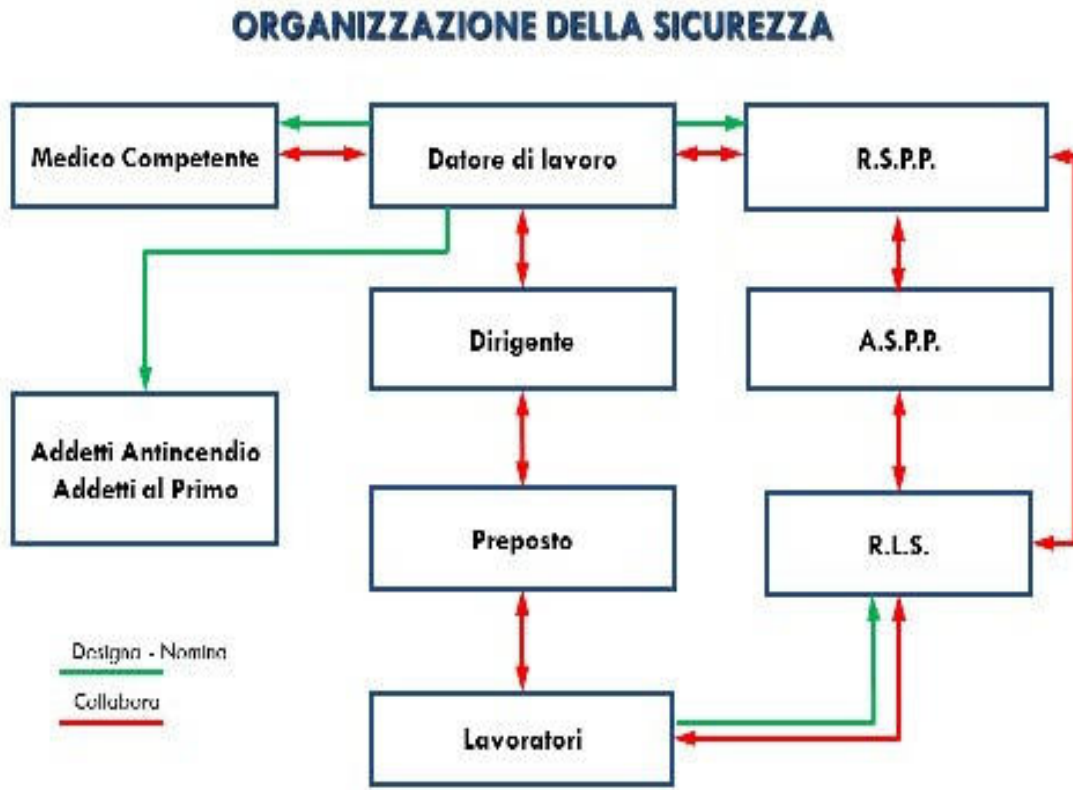 ORGANIZZAZIONE DELLA SICUREZZA
Medico Competente
Datore di lavoro
R.S.P.P.
Dirigente
A.S.P.P.
Addetti Antincendio
Addetti al Primo
Preposto
R.L.S.
Designa - Nomina
Collabora
Lavoratori